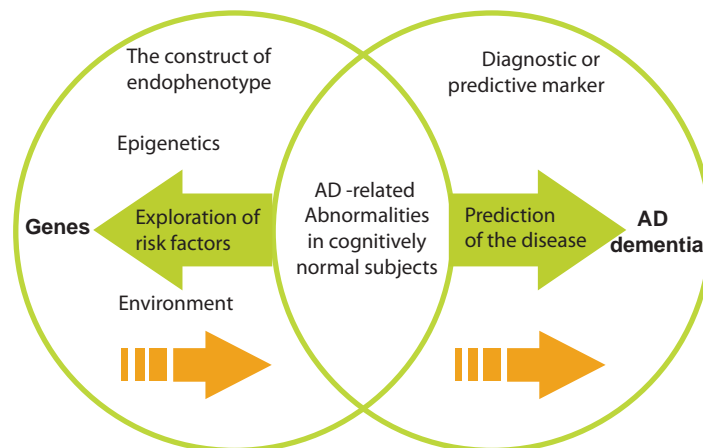 The construct of
endophenotype
Diagnostic or
predictive marker
Epigenetics
Genes
Exploration of
risk factors
AD -related
Abnormalities
in cognitively
normal subjects
Prediction
of the disease
AD
dementia
Environment